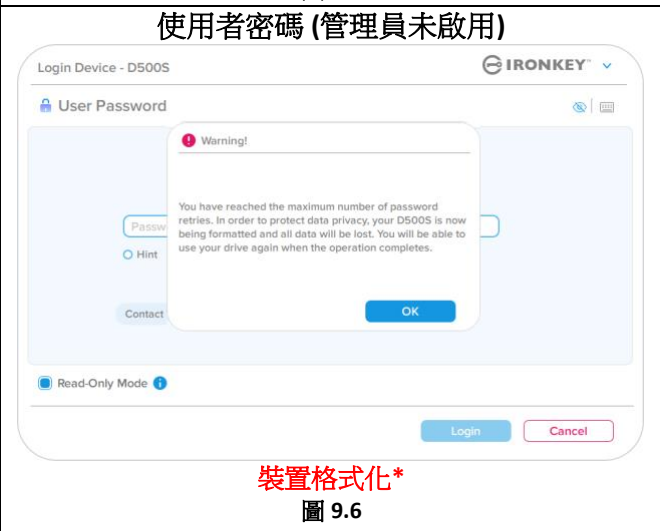 使用者密碼 (管理員未啟用)
Login Device - D500S
IRONKEY™
User Password
Warning!
You have reached the maximum number of password
retries. In order to protect data privacy, your D500S is now
being formatted and all data will be lost. You will be able to
use your drive again when the operation completes.
Passw
Hint
Contact
OK
Read-Only Mode
Login
Cancel
裝置格式化*
圖 9.6